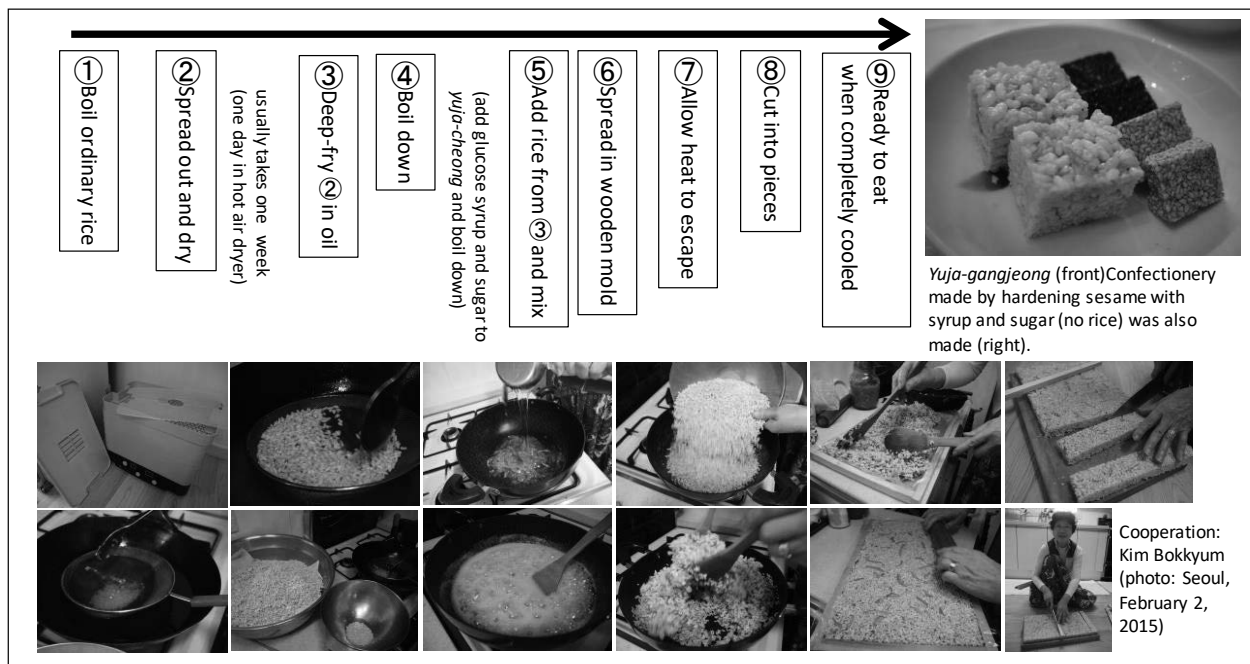 ①Boil ordinary rice
②Spread out and dry
usually takes one week
(one day in hot air dryer)
③Deep-fry ② in oil
④Boil down
(add glucose syrup and sugar to
yuja-cheong and boil down)
⑤Add rice from ③ and mix
⑥Spread in wooden mold
⑦Allow heat to escape
⑧Cut into pieces
⑨Ready to eat
when completely cooled
Yuja-gangjeong (front)Confectionery
made by hardening sesame with
syrup and sugar (no rice) was also
made (right).
Cooperation:
Kim Bokkyum
(photo: Seoul,
February 2,
2015)